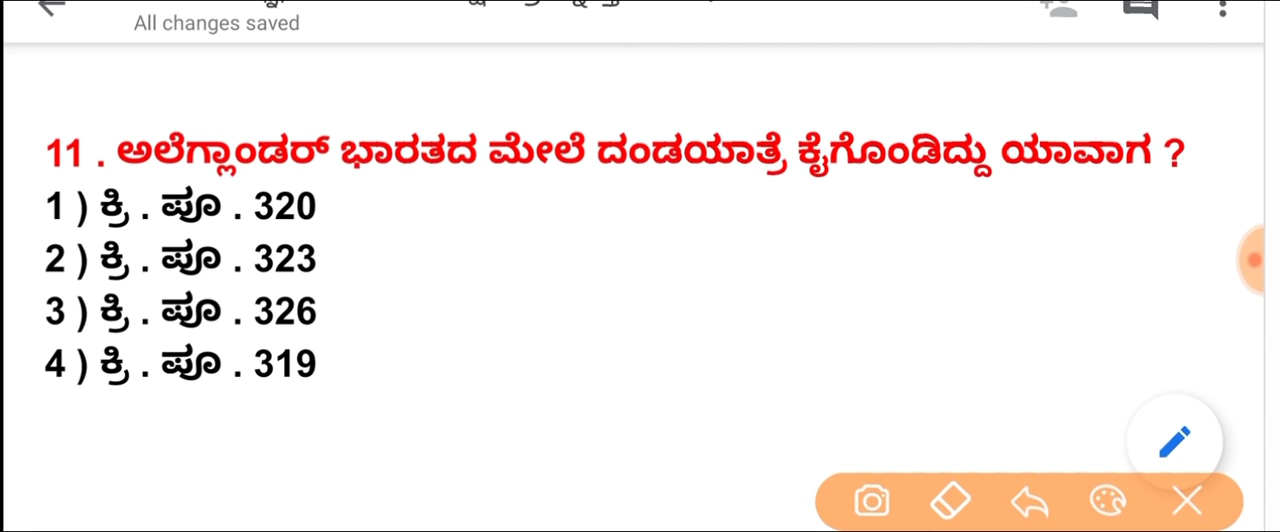 All changes saved
11 . ಅಲೆಗ್ಲಾಂಡರ್ ಭಾರತದ ಮೇಲೆ ದಂಡಯಾತ್ರೆ ಕೈಗೊಂಡಿದ್ದು ಯಾವಾಗ ?
1 ) ಕ್ರಿ . ಪೂ . 320
2 ) ಕ್ರಿ . ಪೂ . 323
3 ) ಕ್ರಿ . ಪೂ . 326
4 ) ಕ್ರಿ . ಪೂ . 319